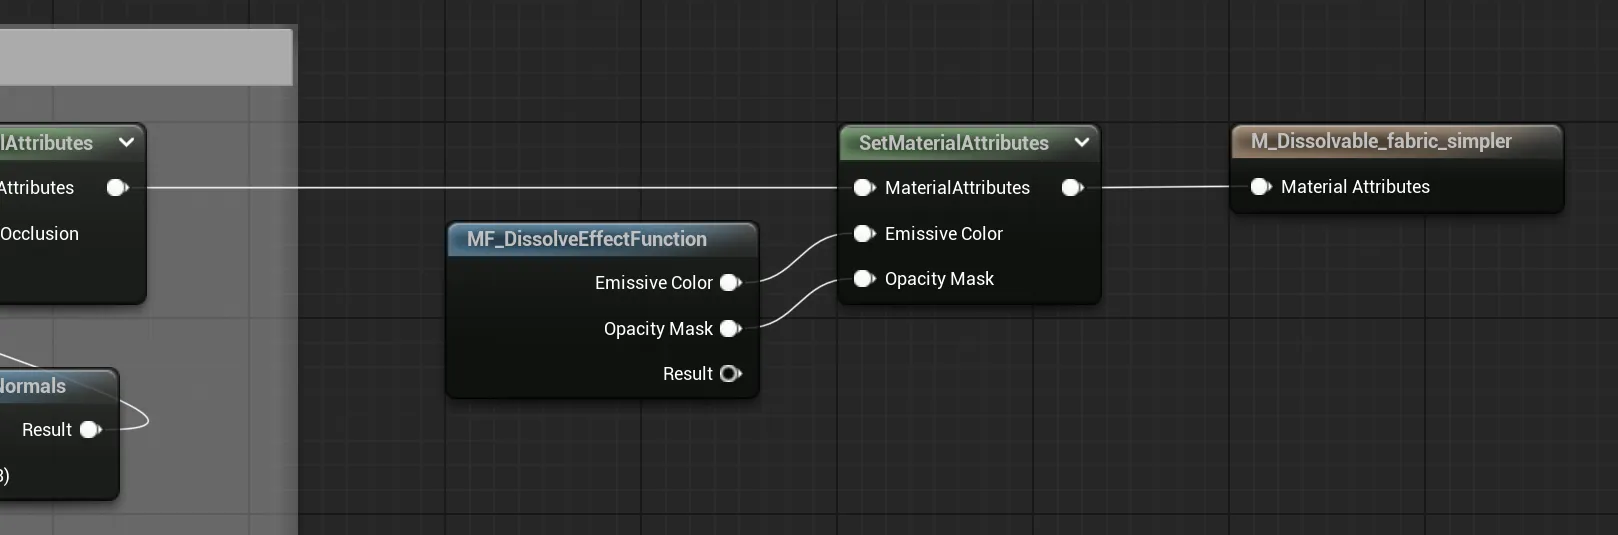 lAttributes
Attributes
Occlusion
Normals
Result
3)
MF_DissolveEffectFunction
Emissive Color
Opacity Mask
Result
SetMaterialAttributes
MaterialAttributes
Emissive Color
Opacity Mask
M_Dissolvable_fabric_simpler
Material Attributes